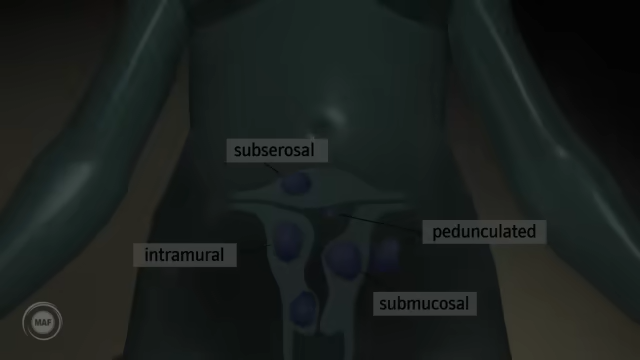 subserosal
pedunculated
intramural
submucosal
MAF